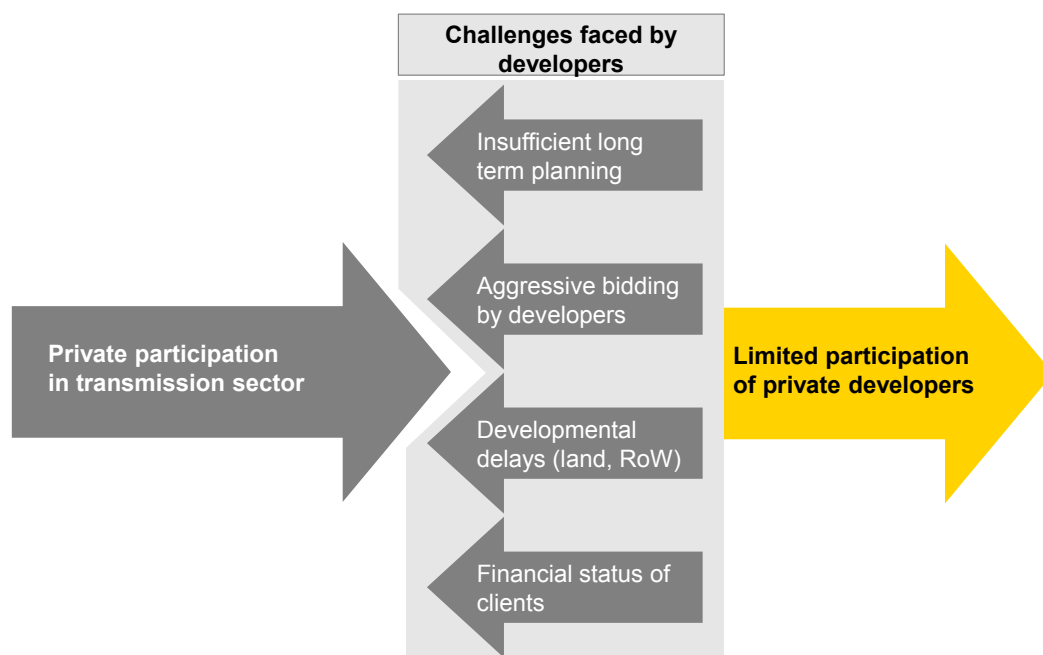 Challenges faced by
developers
Insufficient long
term planning
Aggressive bidding
by developers
Private participation
in transmission sector
Limited participation
of private developers
Developmental
delays (land, RoW)
Financial status of
clients